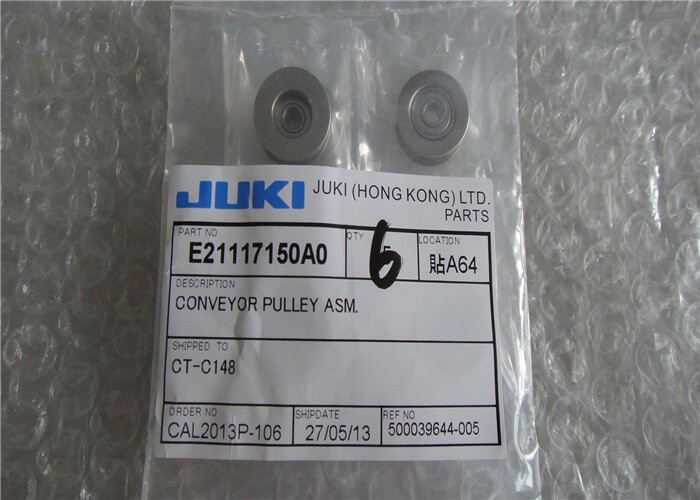 JUKI JUKI (HONG KONG) LTD.
PARTS
PART NO QTY LOCATION
E21117150A0 6 貼A64
DESCRIPTION
CONVEYOR PULLEY ASM.
SHIPPED TO
CT-C148
ORDER NO SHIPDATE REF NO
CAL2013P-106 27/05/13 500039644-005